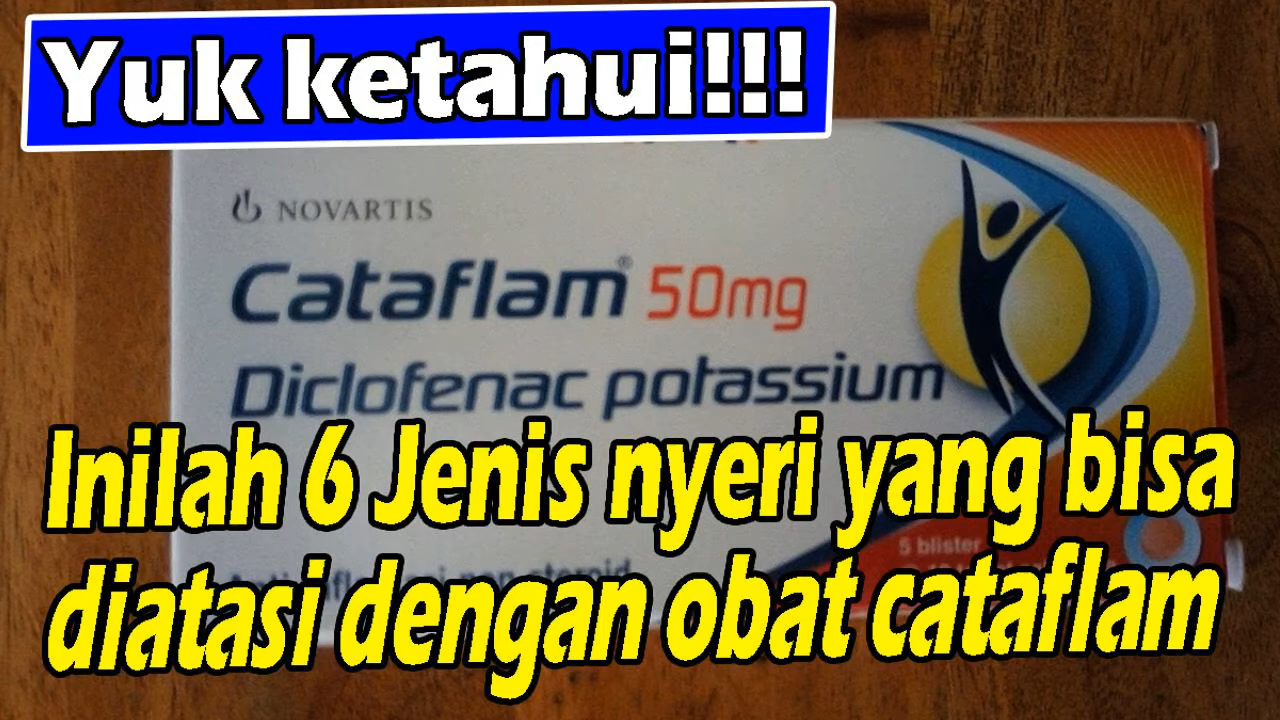 Yuk ketahui!!!
NOVARTIS
Cataflam® 50mg
Diclofenac potassium
Inilah 6 Jenis nyeri yang bisa
5 blister
diatasi dengan obat cataflam